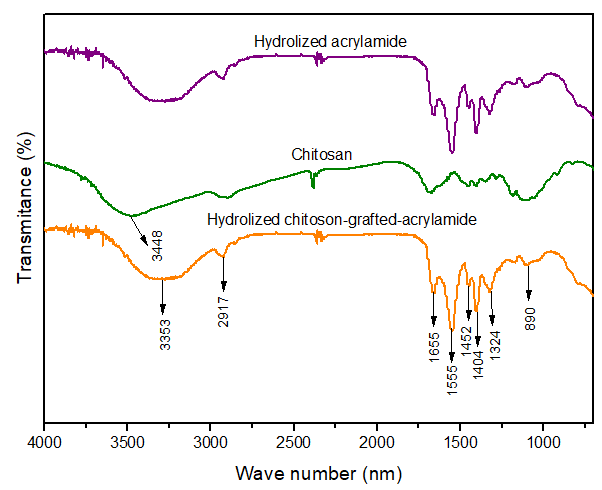 Hydrolized acrylamide
Chitosan
Hydrolized chitoson-grafted-acrylamide
Transmitance (%)
3448
3353
2917
1655
1555
1452
1404
1324
890
4000 3500 3000 2500 2000 1500 1000
Wave number (nm)